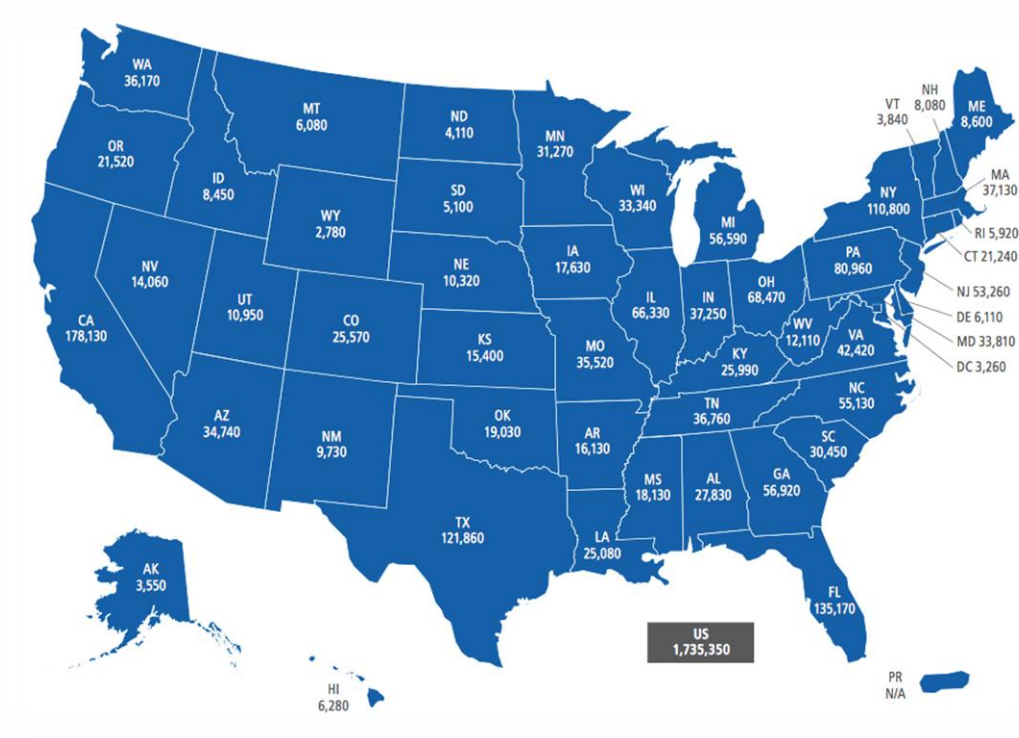 WA
36,170
MT
6,080
ND
4,110
MN
31,270
VT
3,840
NH
8,080
ME
8,600
OR
21,520
ID
8,450
SD
5,100
WI
33,340
MI
56,590
NY
110,800
MA
37,130
RI 5,920
CT 21,240
WY
2,780
NV
14,060
UT
10,950
CO
25,570
NE
10,320
IA
17,630
IL
66,330
IN
37,250
OH
68,470
PA
80,960
NJ 53,260
DE 6,110
MD 33,810
DC 3,260
CA
178,130
KS
15,400
MO
35,520
KY
25,990
WV
12,110
VA
42,420
AZ
34,740
NM
9,730
OK
19,030
AR
16,130
TN
36,760
NC
55,130
SC
30,450
MS
18,130
AL
27,830
GA
56,920
TX
121,860
LA
25,080
FL
135,170
AK
3,550
HI
6,280
US
1,735,350
PR
N/A